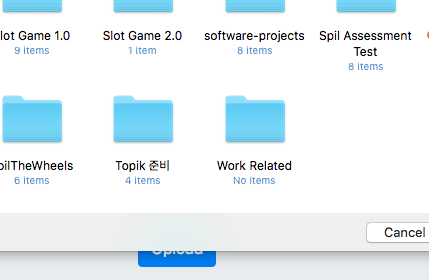 lot Game 1.0
Slot Game 2.0
software-projects
Spil Assessment
Test
9 items
1 item
8 items
8 items
pilTheWheels
Topik 준비
Work Related
6 items
4 items
No items
Cancel
Upload